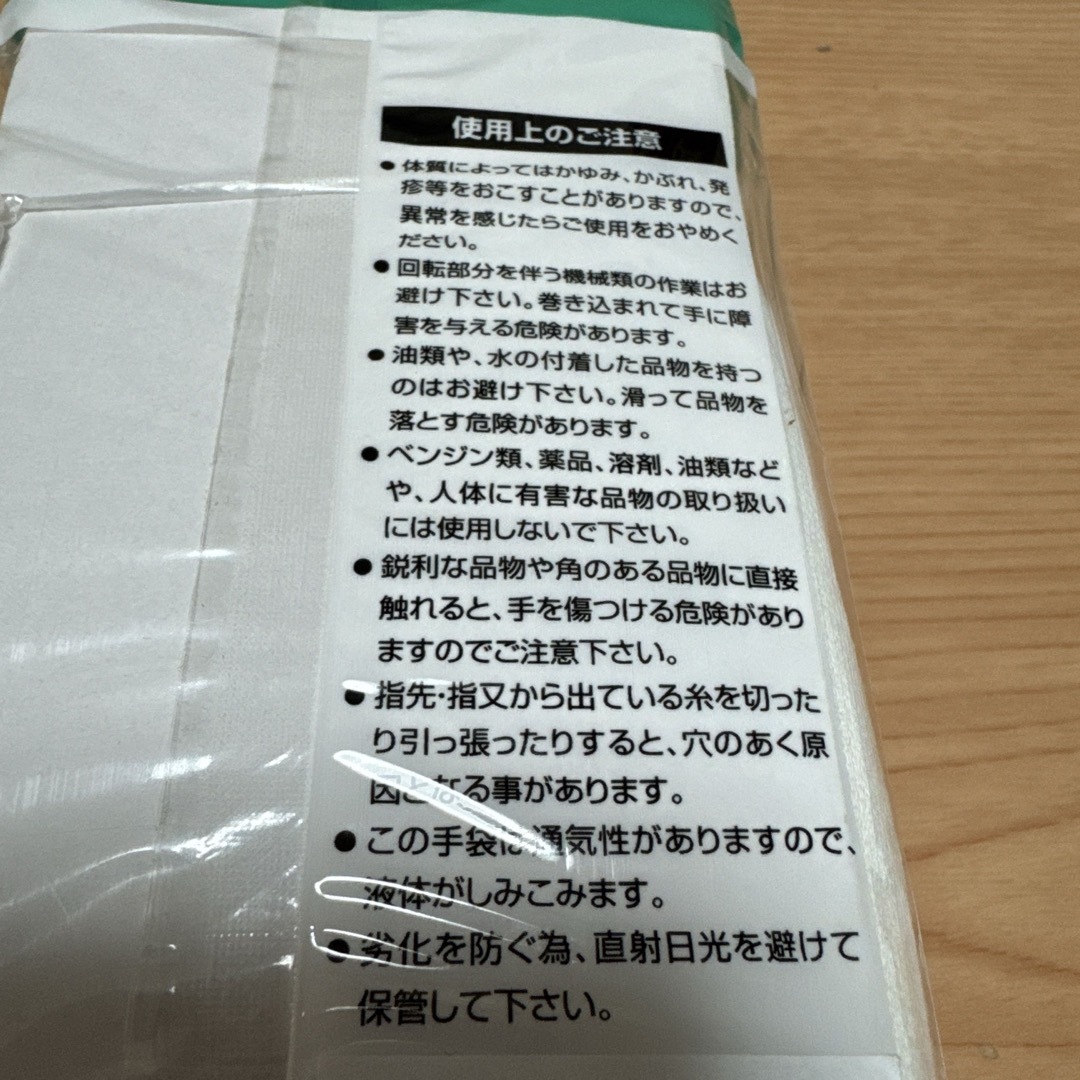 使用上のご注意
● 体質によってはかゆみ、かぶれ、発
疹等をおこすことがありますので、
異常を感じたらご使用をおやめく
ださい。
● 回転部分を伴う機械類の作業はお
避け下さい。巻き込まれて手に障
害を与える危険があります。
● 油類や、水の付着した品物を持つ
のはお避け下さい。滑って品物を
落とす危険があります。
● ベンジン類、薬品、溶剤、油類など
や、人体に有害な品物の取り扱い
には使用しないで下さい。
● 鋭利な品物や角のある品物に直接
触れると、手を傷つける危険があり
ますのでご注意下さい。
● 指先・指又から出ている糸を切った
り引っ張ったりすると、穴のあく原
因となる事があります。
● この手袋は通気性がありますので、
液体がしみこみます。
● 劣化を防ぐ為、直射日光を避けて
保管して下さい。